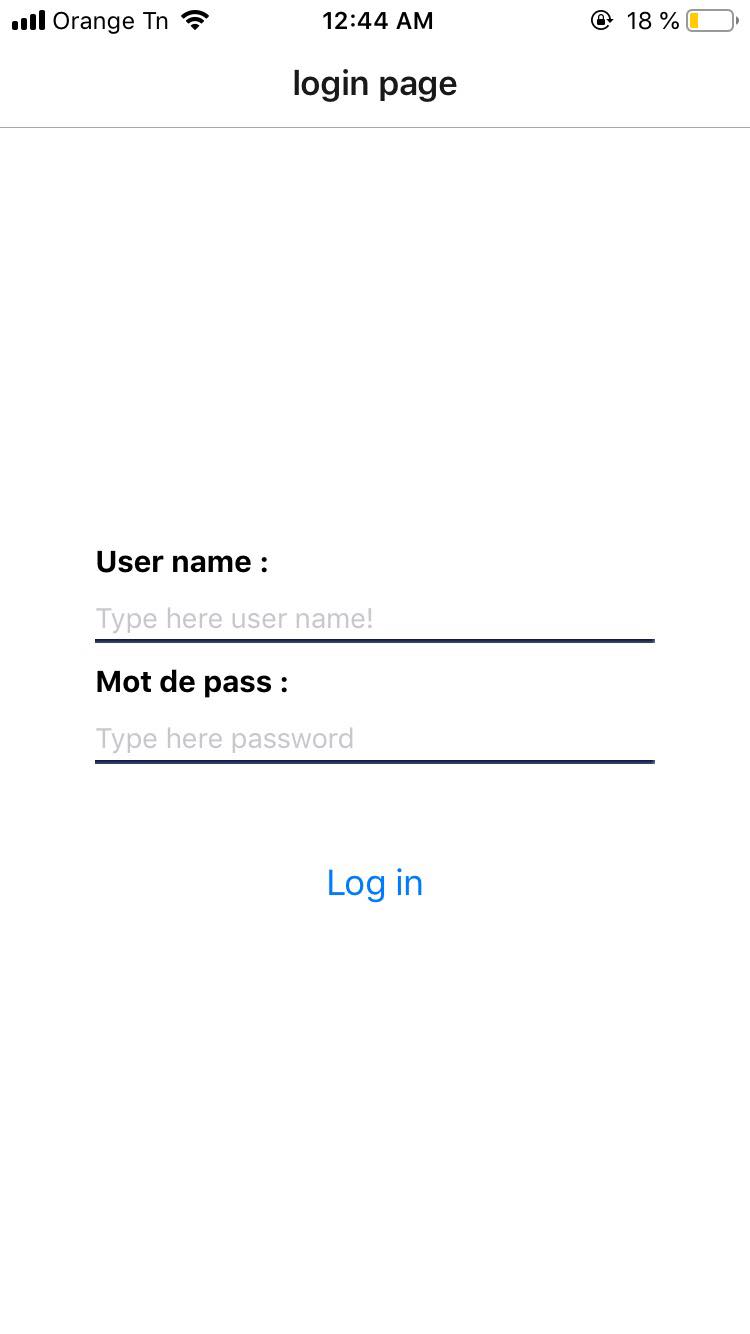 Orange Tn 12:44 AM 18 %
login page
User name :
Type here user name!
Mot de pass :
Type here password
Log in